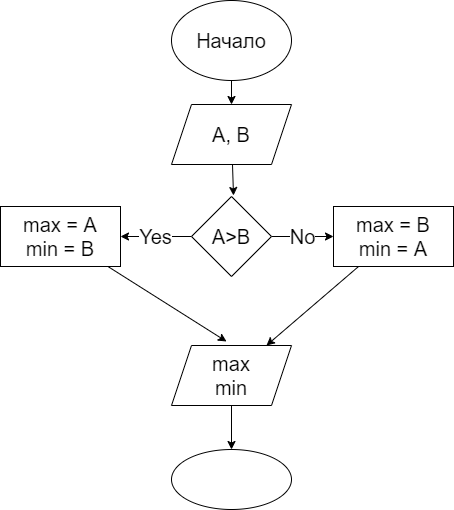 Начало
A, B
A>B
Yes
No
max = A
min = B
max = B
min = A
max
min